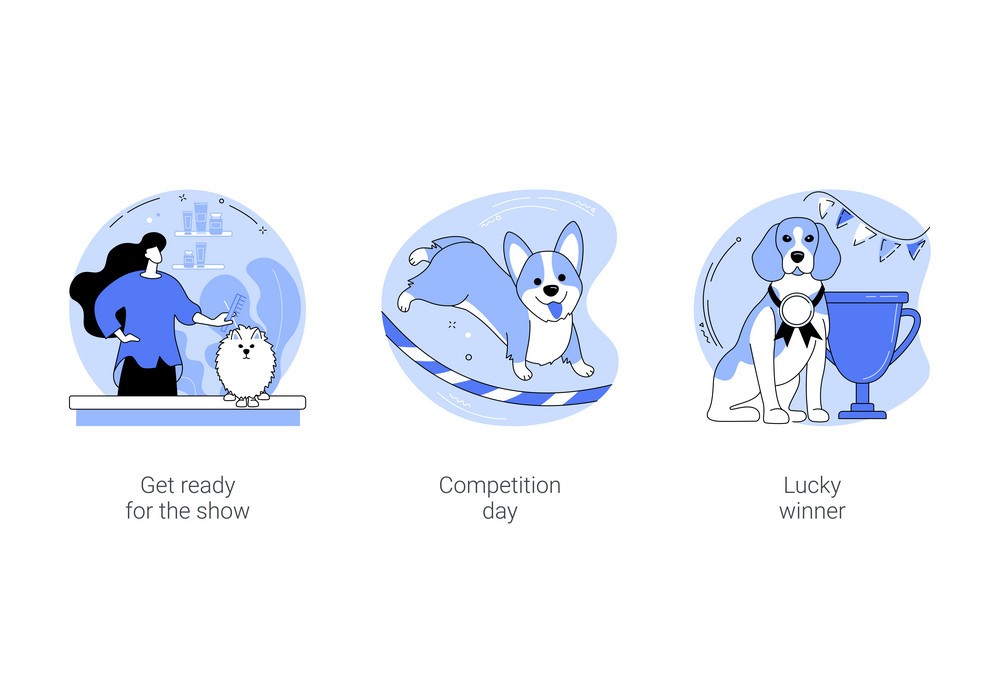 Get ready
for the show
Competition
day
Lucky
winner